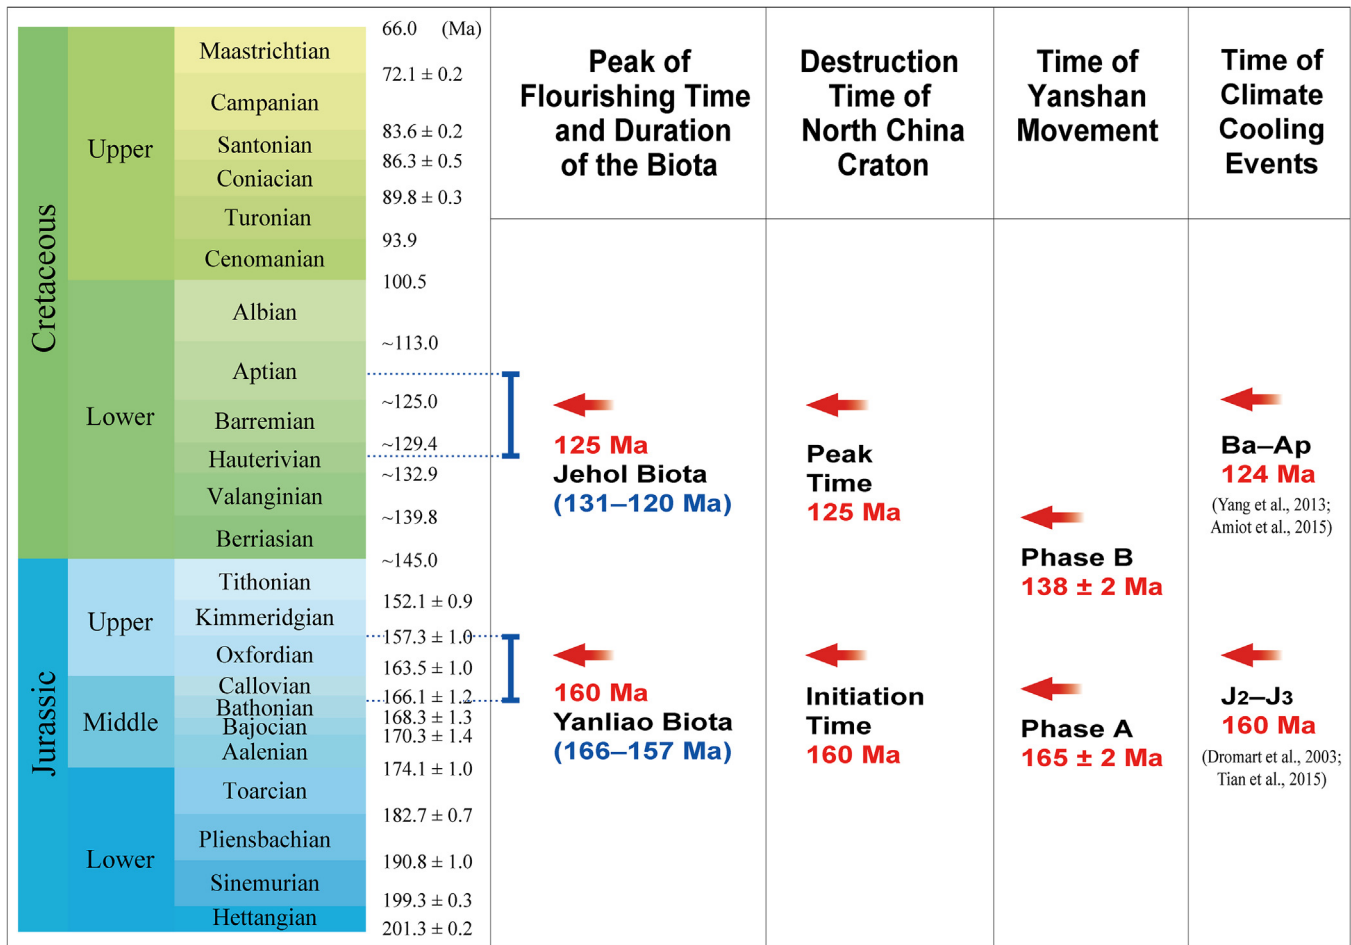 66.0 (Ma)
Maastrichtian
72.1 ± 0.2
Campanian
83.6 ± 0.2
Santonian
86.3 ± 0.5
Coniacian
89.8 ± 0.3
Turonian
93.9
Cenomanian
100.5
Upper
Cretaceous
Albian
~113.0
Aptian
~125.0
Barremian
~129.4
Hauterivian
~132.9
Valanginian
~139.8
Berriasian
~145.0
Lower
Tithonian
152.1 ± 0.9
Kimmeridgian
157.3 ± 1.0
Oxfordian
163.5 ± 1.0
Upper
Callovian
166.1 ± 1.2
Bathonian
168.3 ± 1.3
Bajocian
170.3 ± 1.4
Aalenian
174.1 ± 1.0
Middle
Jurassic
Toarcian
182.7 ± 0.7
Pliensbachian
190.8 ± 1.0
Sinemurian
199.3 ± 0.3
Hettangian
201.3 ± 0.2
Lower
Peak of
Flourishing Time
and Duration
of the Biota
125 Ma
Jehol Biota
(131–120 Ma)
160 Ma
Yanliao Biota
(166–157 Ma)
Destruction
Time of
North China
Craton
Peak
Time
125 Ma
Initiation
Time
160 Ma
Time of
Yanshan
Movement
Phase B
138 ± 2 Ma
Phase A
165 ± 2 Ma
Time of
Climate
Cooling
Events
Ba–Ap
124 Ma
(Yang et al., 2013;
Amiot et al., 2015)
J2–J3
160 Ma
(Dromart et al., 2003;
Tian et al., 2015)